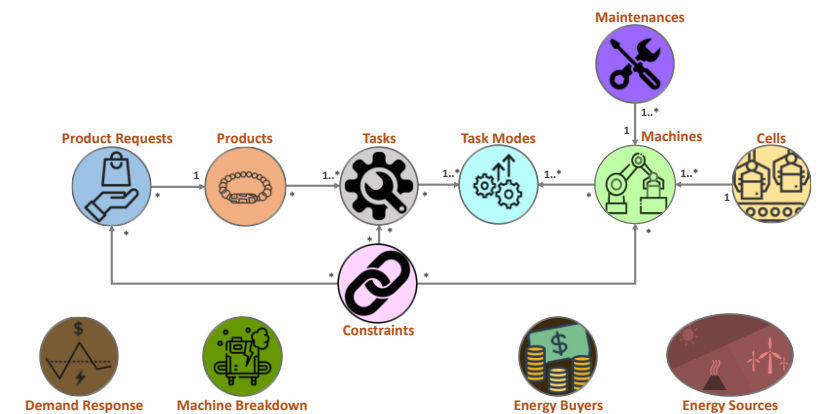 Maintenances
1..*
1
Product Requests
Products
Tasks
Task Modes
Machines
Cells
1
1..*
1..*
1..*
1..*
*
*
*
*
1
*
*
*
*
*
*
Constraints
$
$
Demand Response
Machine Breakdown
Energy Buyers
Energy Sources